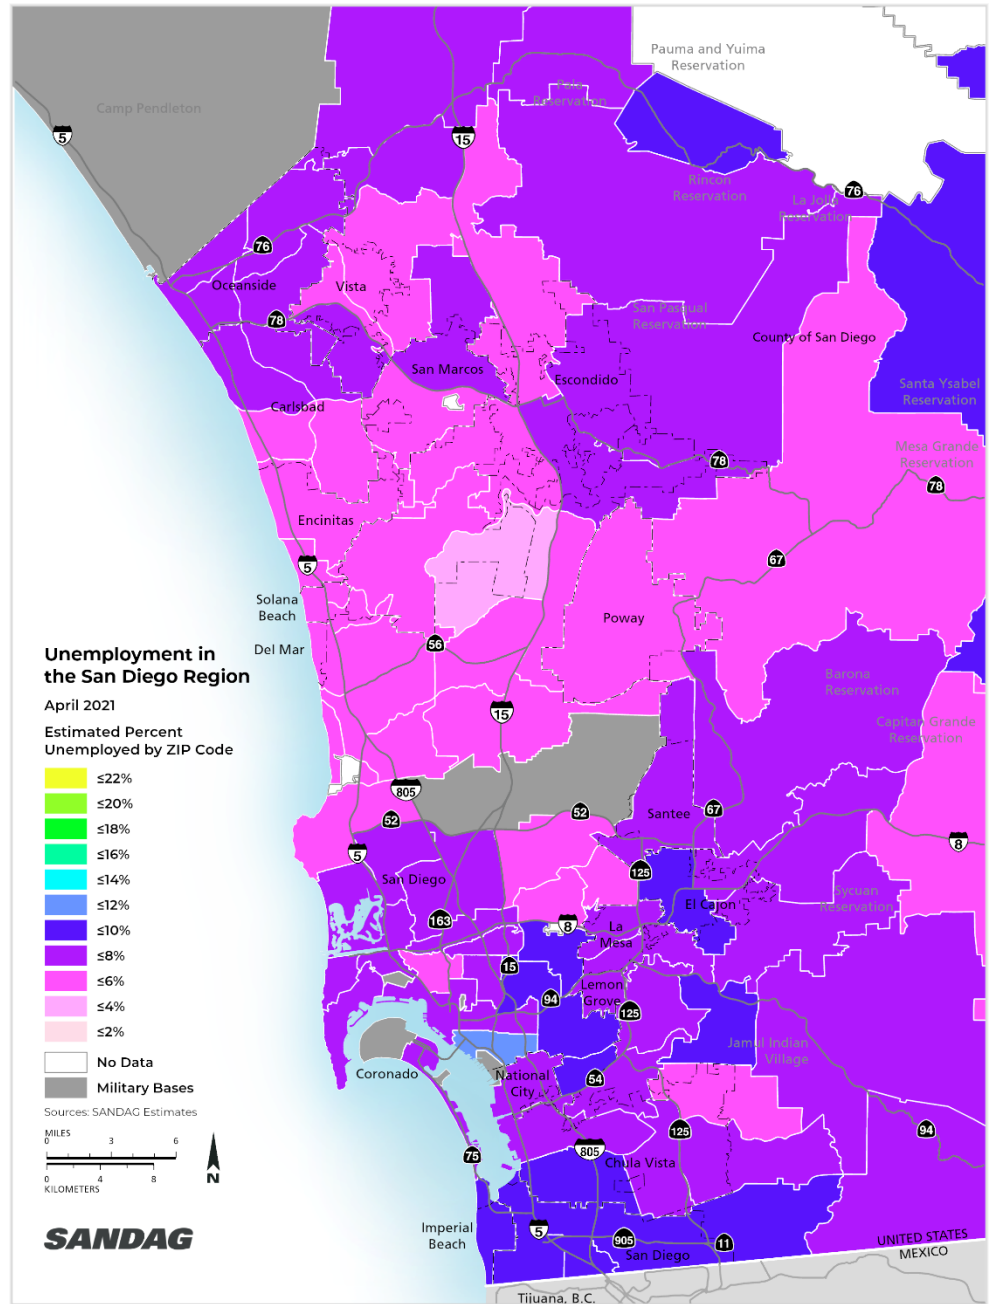 Pauma and Yuima
Reservation
Camp Pendleton
Pala
Reservation
5
15
Rincon
Reservation
76
La Jolla
Reservation
76
Oceanside
Vista
78
San Pasqual
Reservation
County of San Diego
San Marcos
Escondido
Santa Ysabel
Reservation
Carlsbad
Mesa Grande
Reservation
78
78
Encinitas
5
67
Solana
Beach
Poway
56
Del Mar
Barona
Reservation
15
Capitan Grande
Reservation
805
52
52
Santee
67
8
5
125
San Diego
El Cajon
Sycuan
Reservation
163
8
La
Mesa
15
94
Lemon
Grove
125
Jamul Indian
Village
Coronado
National
City
54
125
94
75
805
Chula Vista
Imperial
Beach
5
905
San Diego
11
UNITED STATES
MEXICO
Tijuana, B.C.
Unemployment in
the San Diego Region
April 2021
Estimated Percent
Unemployed by ZIP Code
≤22%
≤20%
≤18%
≤16%
≤14%
≤12%
≤10%
≤8%
≤6%
≤4%
≤2%
No Data
Military Bases
Sources: SANDAG Estimates
MILES
0 3 6
0 4 8
KILOMETERS
N
SANDAG